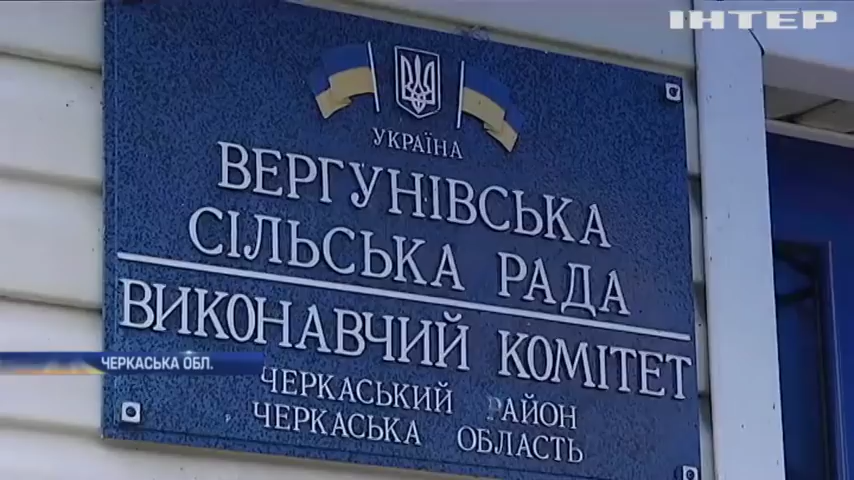 ІНТЕР
УКРАЇНА
ВЕРГУНІВСЬКА
СІЛЬСЬКА РАДА
ВИКОНАВЧИЙ КОМІТЕТ
ЧЕРКАСЬКА ОБЛ.
ЧЕРКАСЬКИЙ РАЙОН
ЧЕРКАСЬКА ОБЛАСТЬ